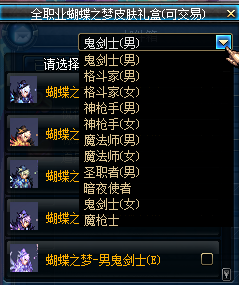 全职业蝴蝶之梦皮肤礼盒(可交易)
鬼剑士(男)
请选择
鬼剑士(男)
格斗家(男)
格斗家(女)
神枪手(男)
神枪手(女)
魔法师(男)
魔法师(女)
圣职者(男)
暗夜使者
鬼剑士(女)
魔枪士
蝴蝶
蝴蝶
蝴蝶
蝴蝶
蝴蝶之梦-男鬼剑士(E)